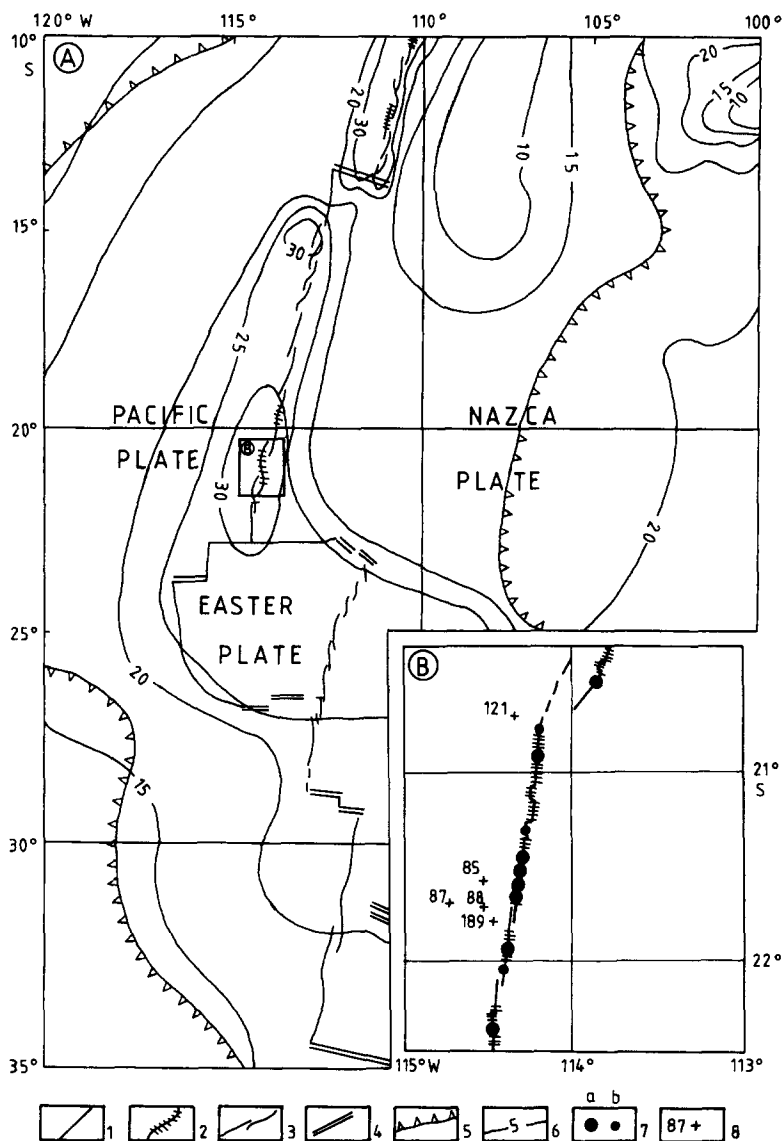 120° W
115°
110°
105°
100°
10°
S
A
20
30
20
15
10
10
15
15°
30
25
PACIFIC
PLATE
NAZCA
PLATE
20°
B
30
20
EASTER
PLATE
25°
20
15
30°
35°
B
121 +
21°
S
85 +
87 +
88 +
189 +
22°
115°W
114°
113°
a b
1
2
3
4
5
5 6
7
87 + 8